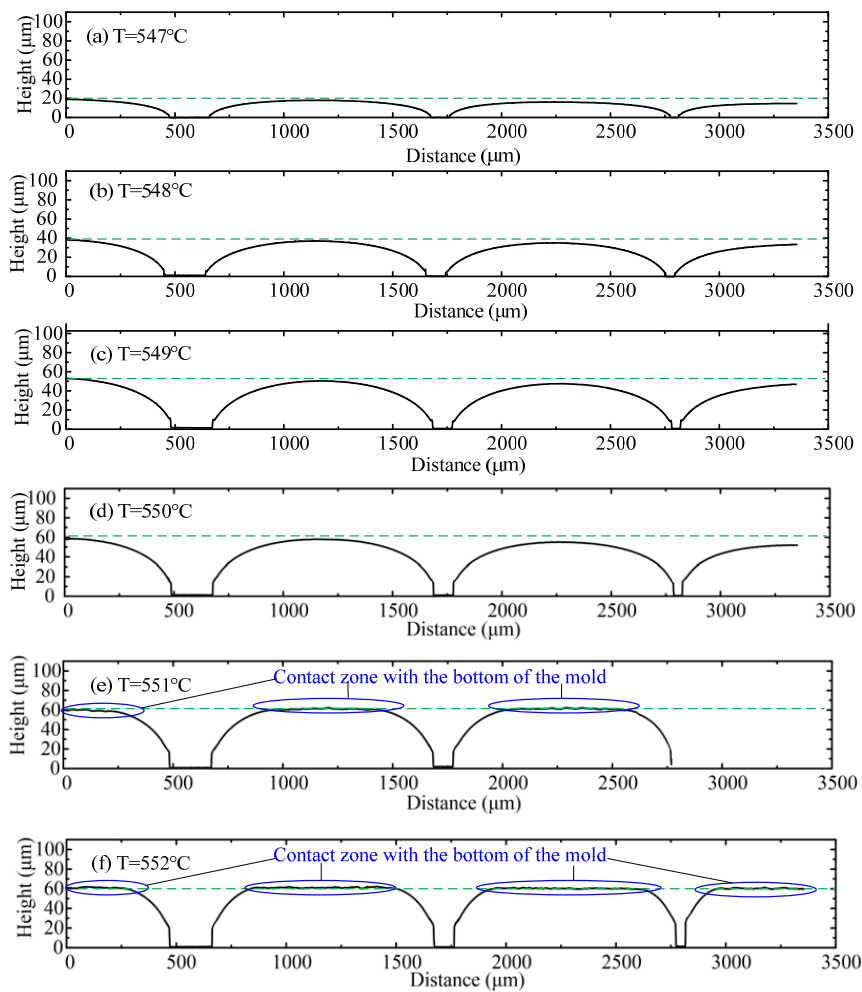 (a) T=547°C
Height (μm)
100
80
60
40
20
0
0 500 1000 1500 2000 2500 3000 3500
Distance (μm)
(b) T=548°C
Height (μm)
100
80
60
40
20
0
0 500 1000 1500 2000 2500 3000 3500
Distance (μm)
(c) T=549°C
Height (μm)
100
80
60
40
20
0
0 500 1000 1500 2000 2500 3000 3500
Distance (μm)
(d) T=550°C
Height (μm)
100
80
60
40
20
0
0 500 1000 1500 2000 2500 3000 3500
Distance (μm)
(e) T=551°C
Contact zone with the bottom of the mold
Height (μm)
100
80
60
40
20
0
0 500 1000 1500 2000 2500 3000 3500
Distance (μm)
(f) T=552°C
Contact zone with the bottom of the mold
Height (μm)
100
80
60
40
20
0
0 500 1000 1500 2000 2500 3000 3500
Distance (μm)